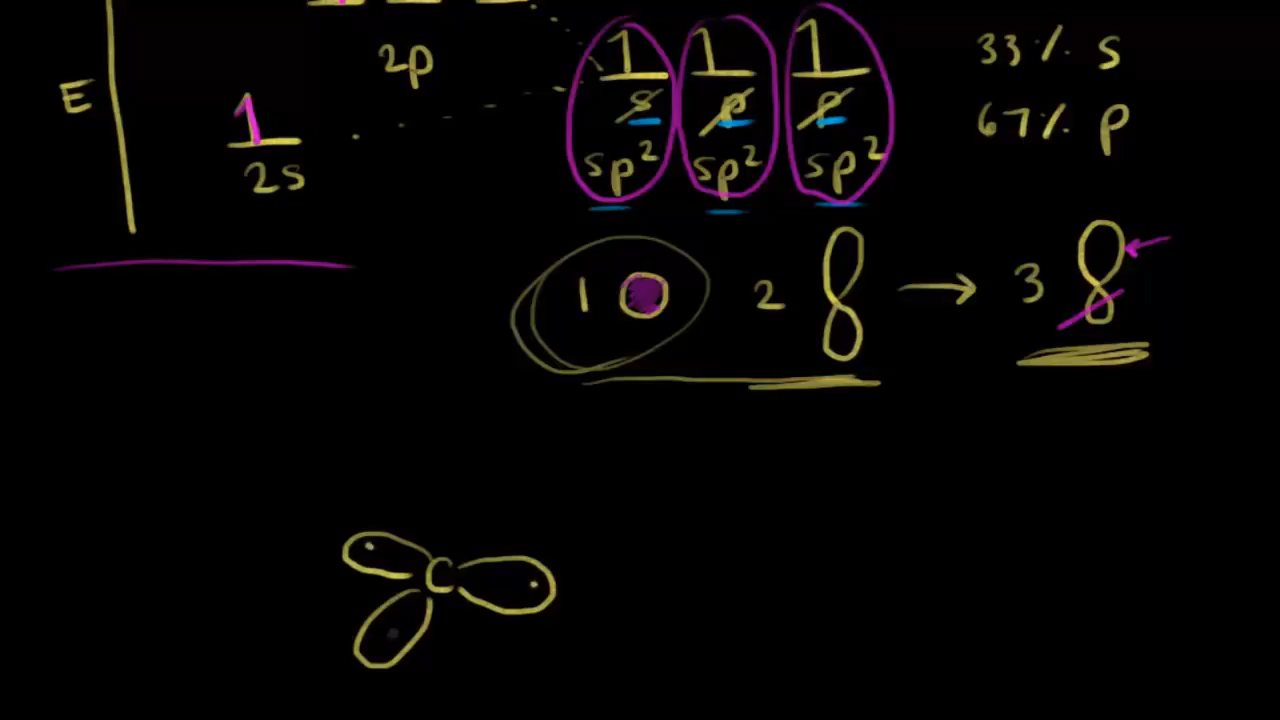 1 1 1 33% s
2p
E s p p 67% p
1
sp² sp² sp²
2s
1 2 → 3
C